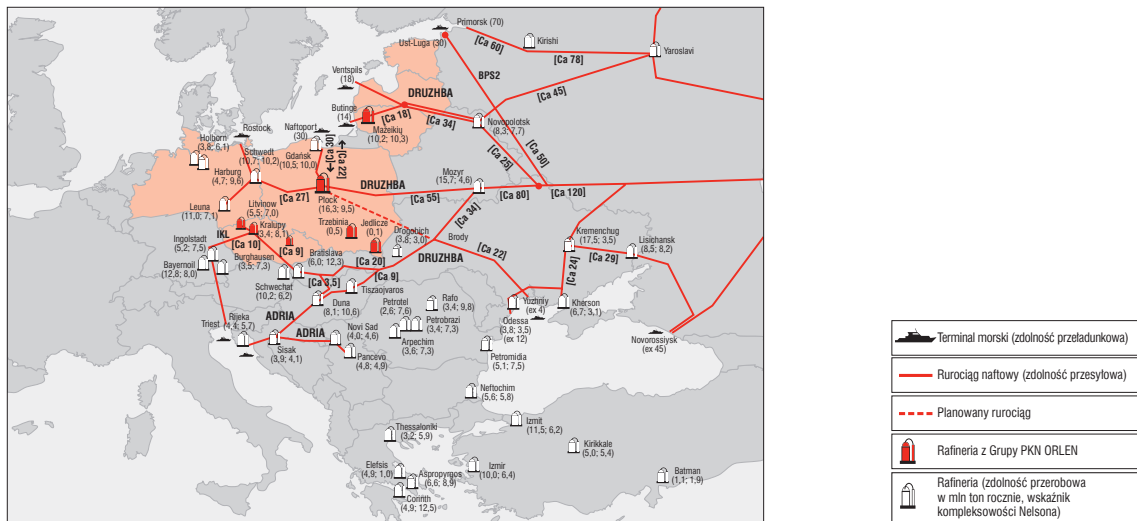 Primorsk (70)
Ust-Luga (30)
[Ca 60]
Kirishi
[Ca 78]
Yaroslavl
BPS2
Ventspils
(18)
DRUZHBA
[Ca 45]
Butinge
(14)
[Ca 18]
[Ca 34]
Mažeikių
(10,2; 10,3)
Novopolotsk
(8,3; 7,7)
Rostock
Naftoport
(30)
[Ca 30]
[Ca 22]
[Ca 25]
[Ca 50]
Holborn
(3,8; 6,1)
Schwedt
(10,7; 10,2)
Gdańsk
(10,5; 10,0)
Harburg
(4,7; 9,6)
[Ca 27]
Płock
(16,3; 9,5)
DRUZHBA
[Ca 55]
Mozyr
(15,7; 4,6)
[Ca 80]
[Ca 120]
Leuna
(11,0; 7,1)
Litvinow
(5,5; 7,0)
Kralupy
(3,4; 8,1)
Trzebinia
(0,5)
Jedlicze
(0,1)
Drogobich
(3,8; 3,0)
[Ca 34]
Brody
Kremenchug
(17,5; 3,5)
Lisichansk
(8,5; 8,2)
IKL
[Ca 10]
[Ca 9]
[Ca 20]
DRUZHBA
[Ca 22]
[Ca 24]
[Ca 29]
Ingolstadt
(5,2; 7,5)
Bayernoil
(12,8; 8,0)
Burghausen
(3,5; 7,3)
Bratislava
(6,0; 12,3)
Schwechat
(10,2; 6,2)
[Ca 3,5]
[Ca 9]
Tiszaojvaros
Duna
(8,1; 10,6)
Petrotel
(2,6; 7,6)
Rafo
(3,4; 9,8)
Petrobrazi
(3,4; 7,3)
Arpechim
(3,6; 7,3)
Yuzhniy
(ex 4)
Odessa
(3,8; 3,5)
(ex 12)
Kherson
(6,7; 3,1)
Novorossiysk
(ex 45)
Triest
Rijeka
(4,4; 5,7)
ADRIA
ADRIA
Sisak
(3,9; 4,1)
Novi Sad
(4,0; 4,6)
Pancevo
(4,8; 4,9)
Petromidia
(5,1; 7,5)
Neftochim
(5,6; 5,8)
Thessaloniki
(3,2; 5,9)
Izmit
(11,5; 6,2)
Kirikkale
(5,0; 5,4)
Elefsis
(4,9; 1,0)
Aspropyrgos
(6,6; 8,9)
Corinth
(4,9; 12,5)
Izmir
(10,0; 6,4)
Batman
(1,1; 1,9)
Terminal morski (zdolność przeładunkowa)
Rurociąg naftowy (zdolność przesyłowa)
Planowany rurociąg
Rafineria z Grupy PKN ORLEN
Rafineria (zdolność przerobowa
w mln ton rocznie, wskaźnik
kompleksowości Nelsona)